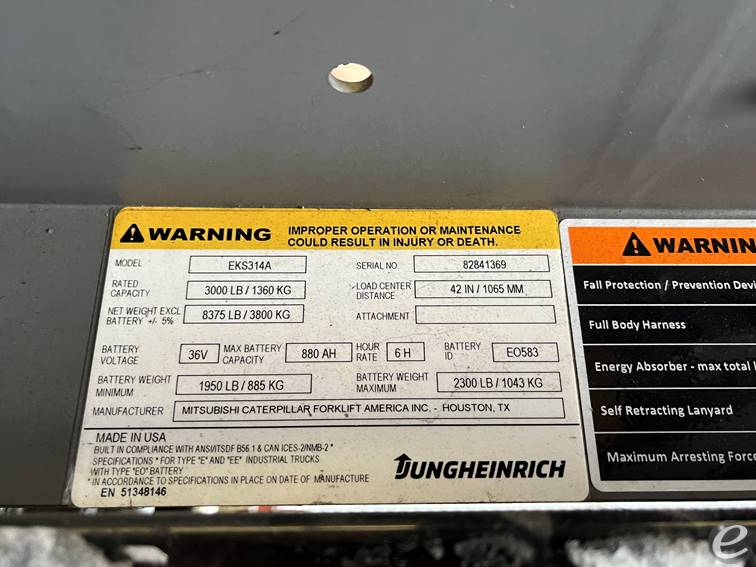 WARNING IMPROPER OPERATION OR MAINTENANCE
COULD RESULT IN INJURY OR DEATH.
MODEL EKS314A SERIAL NO 82841369
RATED CAPACITY 3000 LB / 1360 KG LOAD CENTER DISTANCE 42 IN / 1065 MM
NET WEIGHT EXCL BATTERY +/- 5% 8375 LB / 3800 KG ATTACHMENT
BATTERY VOLTAGE 36V MAX BATTERY CAPACITY 880 AH HOUR RATE 6 H BATTERY ID EO583
BATTERY WEIGHT MINIMUM 1950 LB / 885 KG BATTERY WEIGHT MAXIMUM 2300 LB / 1043 KG
MANUFACTURER MITSUBISHI CATERPILLAR FORKLIFT AMERICA INC. - HOUSTON, TX
MADE IN USA
BUILT IN COMPLIANCE WITH ANSI/ITSDF B56.1 & CAN ICES-2/NMB-2 *
SPECIFICATIONS * FOR TYPE "E" AND "EE" INDUSTRIAL TRUCKS
WITH TYPE "EO" BATTERY
* IN ACCORDANCE TO SPECIFICATIONS IN PLACE ON DATE OF MANUFACTURE
EN 51348146
JUNGHEINRICH
WARNIN
Fall Protection / Prevention Devi
Full Body Harness
Energy Absorber - max total l
Self Retracting Lanyard
Maximum Arresting Force
e